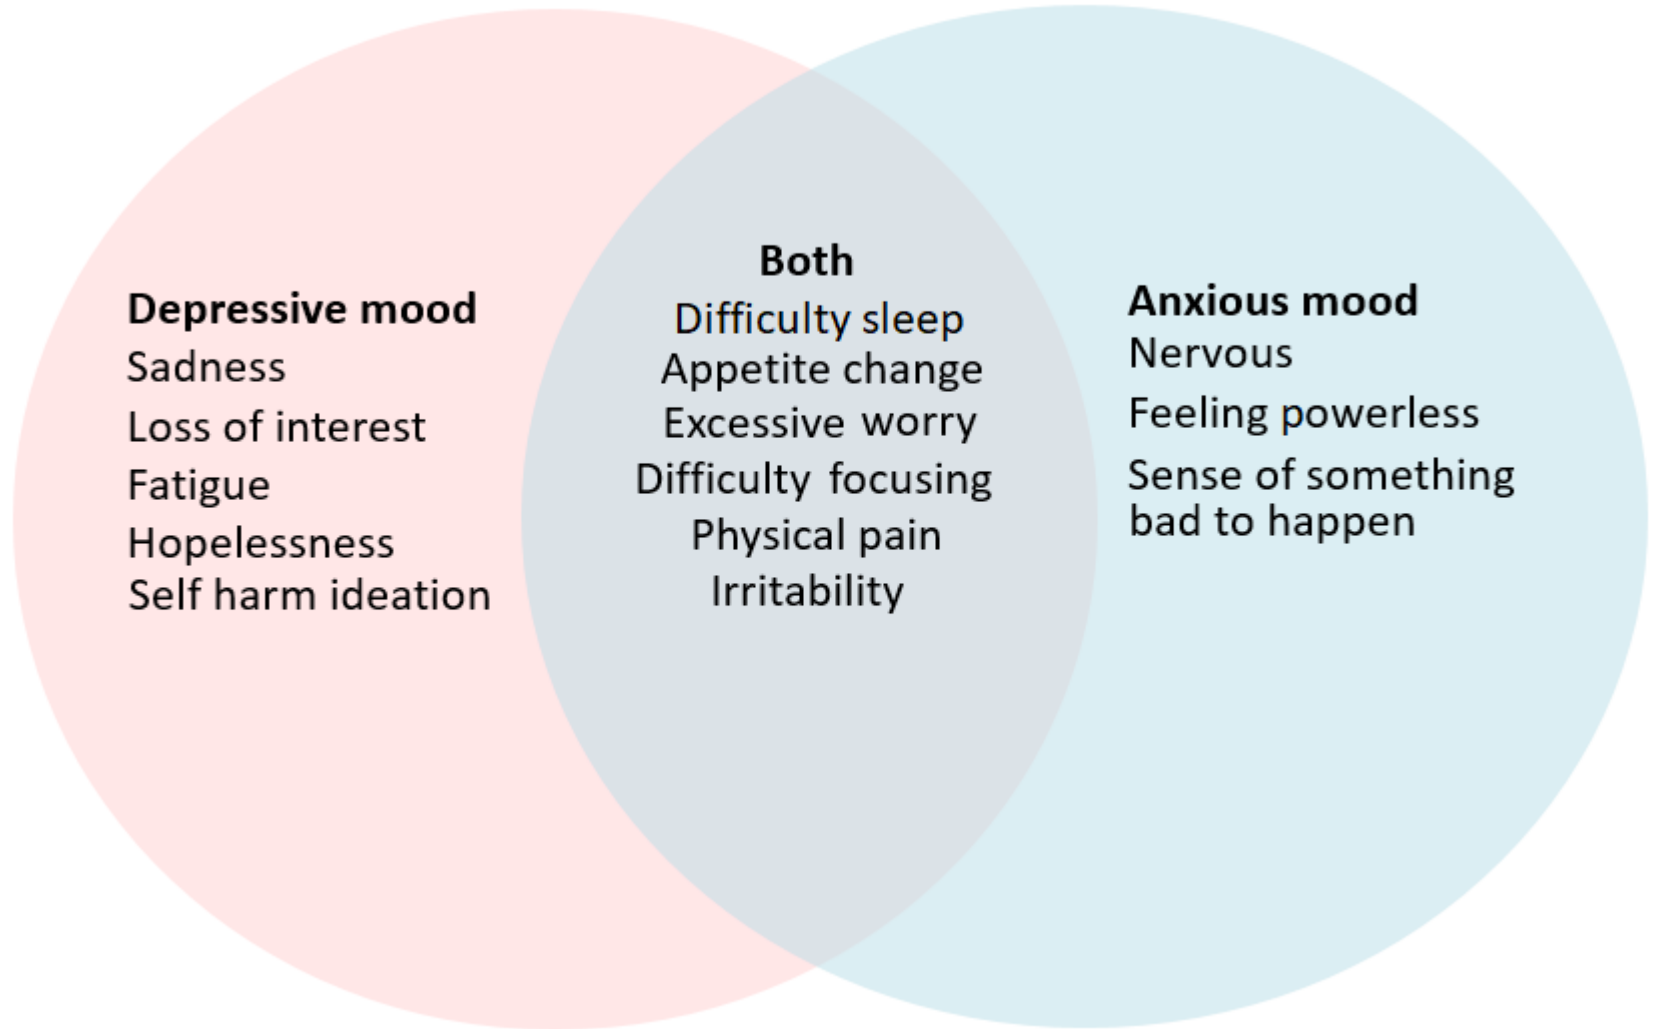 Depressive mood
Sadness
Loss of interest
Fatigue
Hopelessness
Self harm ideation
Both
Difficulty sleep
Appetite change
Excessive worry
Difficulty focusing
Physical pain
Irritability
Anxious mood
Nervous
Feeling powerless
Sense of something
bad to happen